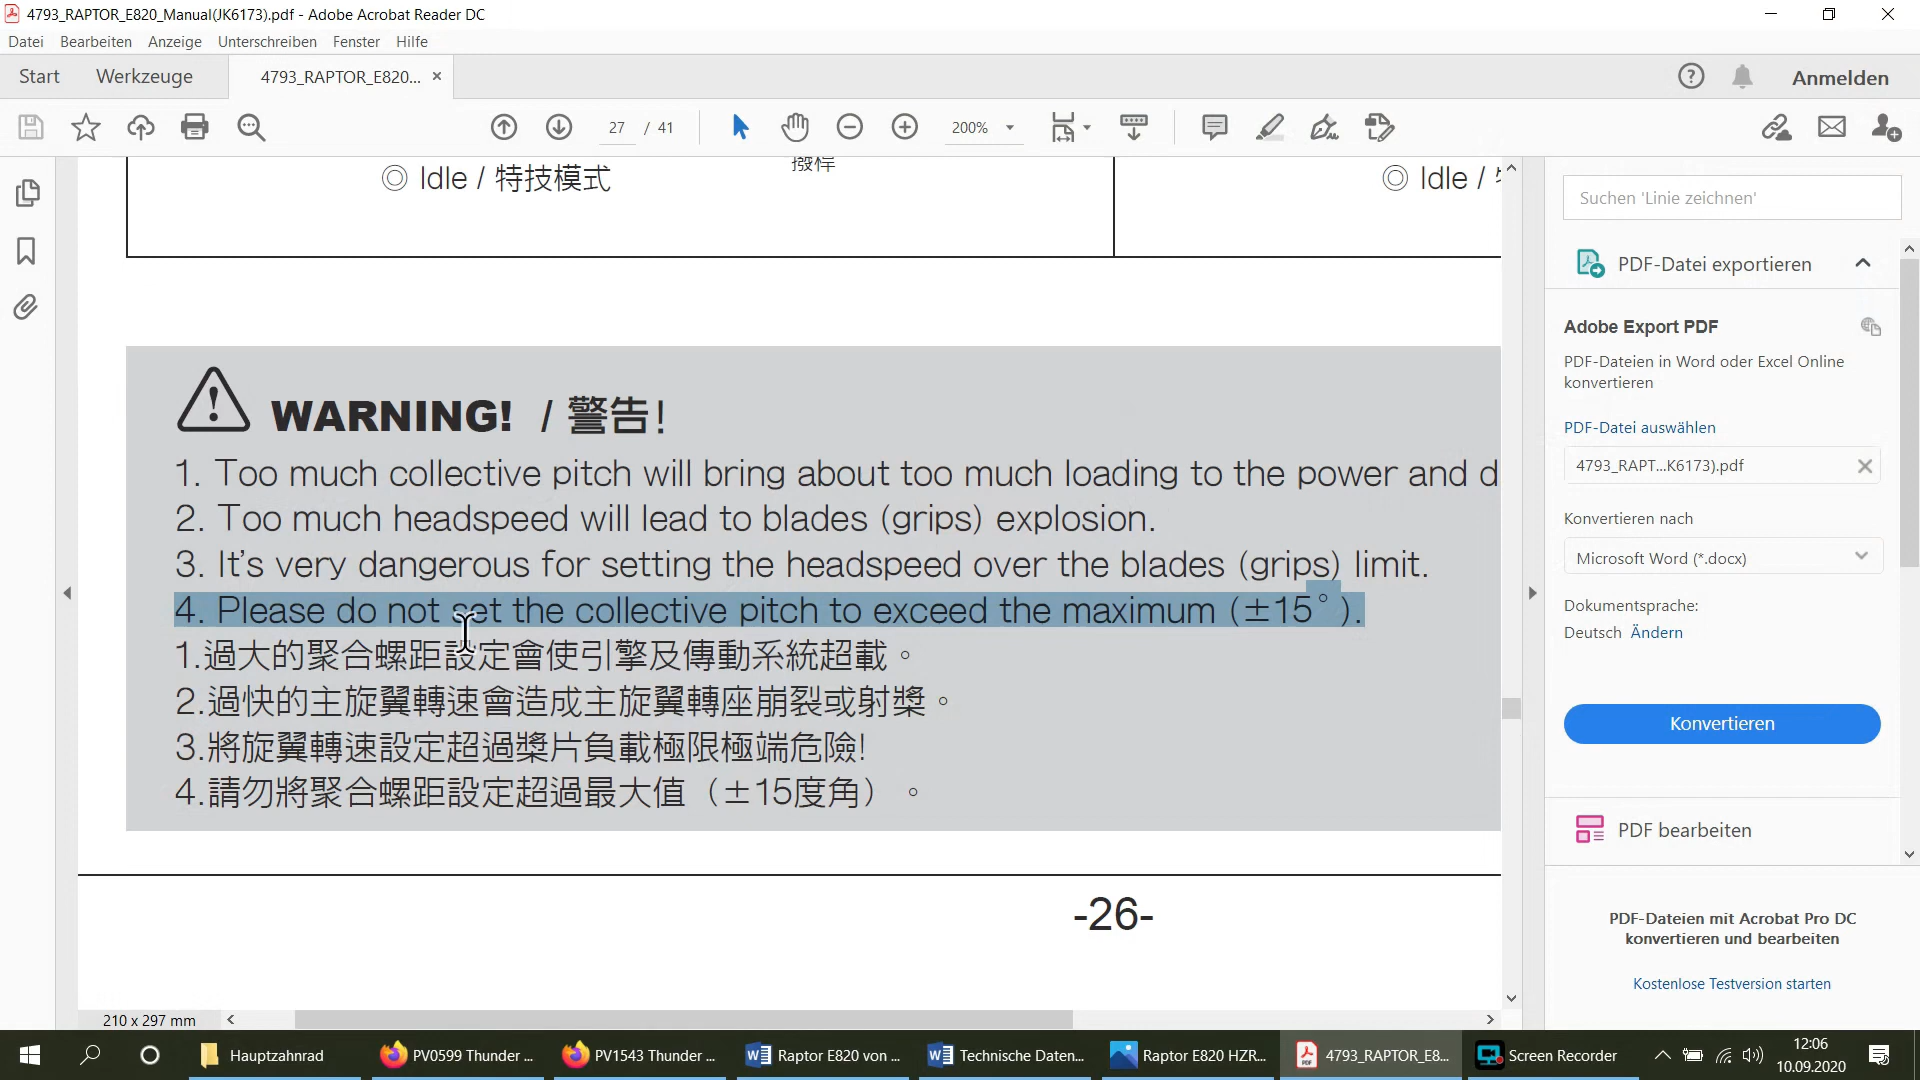 4793_RAPTOR_E820_Manual(JK6173).pdf - Adobe Acrobat Reader DC
Datei Bearbeiten Anzeige Unterschreiben Fenster Hilfe
Start Werkzeuge 4793_RAPTOR_E820... × Anmelden
27 / 41 200%
◎ Idle / 特技模式
撥桿
◎ Idle /
Suchen 'Linie zeichnen'
PDF-Datei exportieren
Adobe Export PDF
PDF-Dateien in Word oder Excel Online
konvertieren
PDF-Datei auswählen
4793_RAPT...K6173).pdf
Konvertieren nach
Microsoft Word (*.docx)
Dokumentsprache:
Deutsch Ändern
Konvertieren
PDF bearbeiten
PDF-Dateien mit Acrobat Pro DC
konvertieren und bearbeiten
Kostenlose Testversion starten
WARNING! / 警告!
1. Too much collective pitch will bring about too much loading to the power and d
2. Too much headspeed will lead to blades (grips) explosion.
3. It's very dangerous for setting the headspeed over the blades (grips) limit.
4. Please do not set the collective pitch to exceed the maximum (±15°).
1.過大的聚合螺距設定會使引擎及傳動系統超載。
2.過快的主旋翼轉速會造成主旋翼轉座崩裂或射槳。
3.將旋翼轉速設定超過槳片負載極限極端危險!
4.請勿將聚合螺距設定超過最大值（±15度角）。
-26-
210 x 297 mm
Hauptzahnrad PV0599 Thunder ... PV1543 Thunder ... Raptor E820 von ... Technische Daten... Raptor E820 HZR... 4793_RAPTOR_E8... Screen Recorder
12:06
10.09.2020